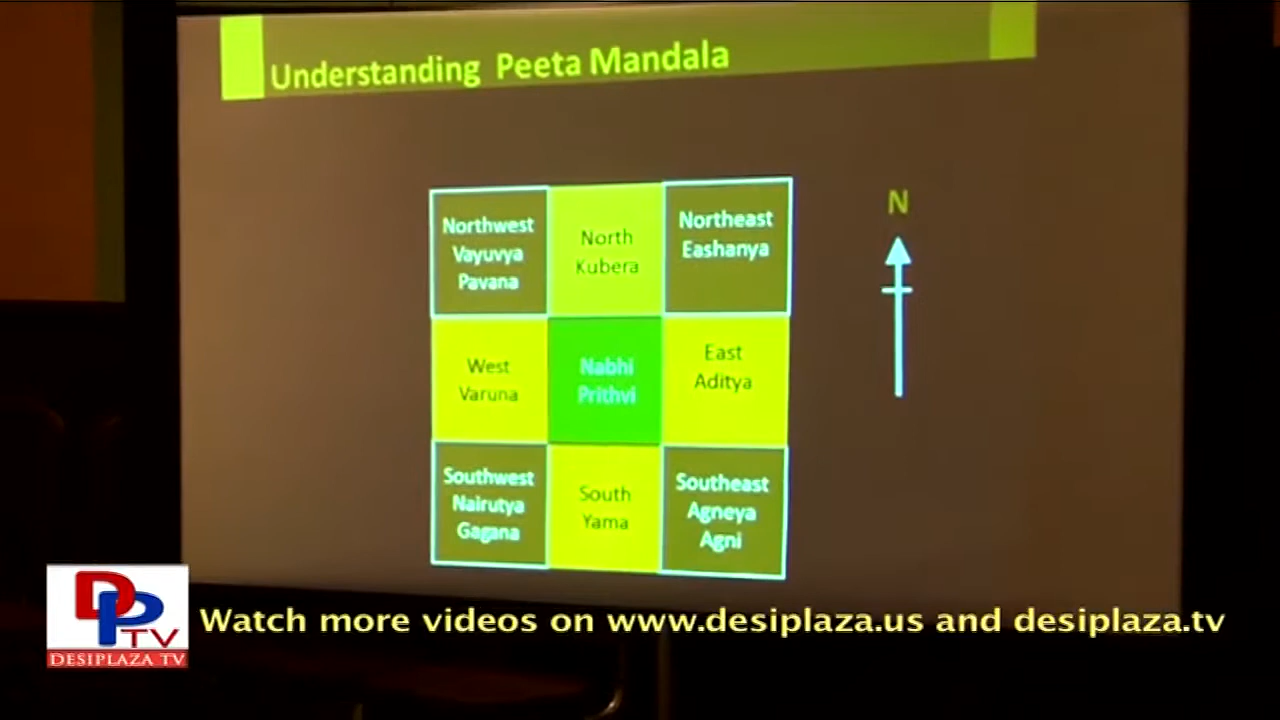 Understanding Peeta Mandala
N
Northwest
Vayuvya
Pavana
North
Kubera
Northeast
Eashanya
West
Varuna
Nabhi
Prithvi
East
Aditya
Southwest
Nairutya
Gagana
South
Yama
Southeast
Agneya
Agni
DP
TV
DESIPLAZA TV
Watch more videos on www.desiplaza.us and desiplaza.tv